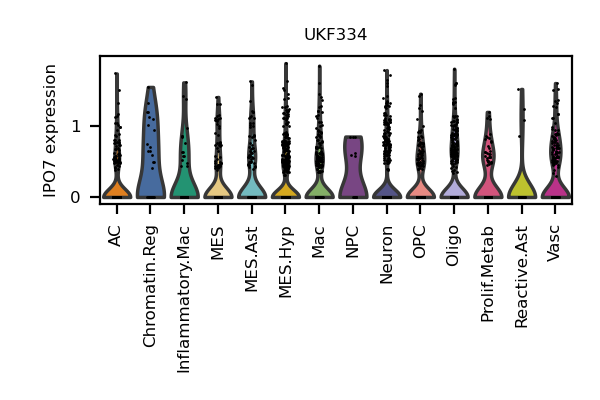 UKF334
IPO7 expression
1
0
AC
Chromatin.Reg
Inflammatory.Mac
MES
MES.Ast
MES.Hyp
Mac
NPC
Neuron
OPC
Oligo
Prolif.Metab
Reactive.Ast
Vasc